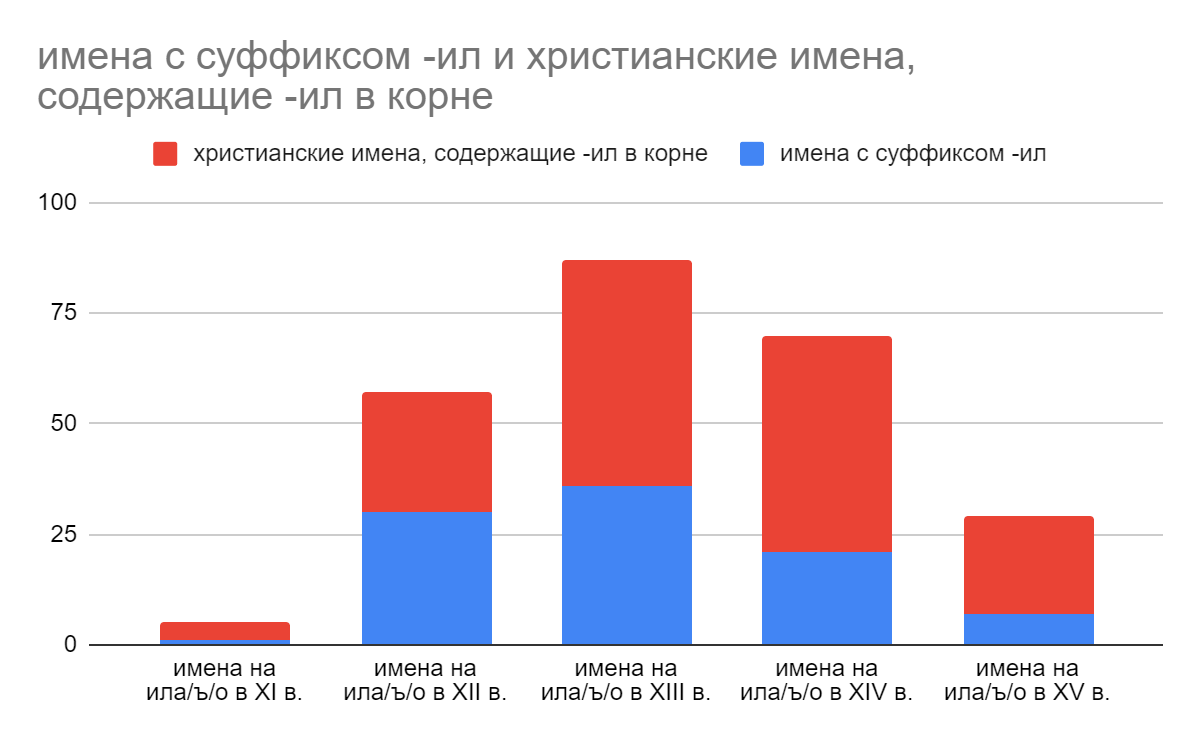 имена с суффиксом -ил и христианские имена,
содержащие -ил в корне
христианские имена, содержащие -ил в корне
имена с суффиксом -ил
100
75
50
25
0
имена на
ила/ъ/о в XI в.
имена на
ила/ъ/о в XII в.
имена на
ила/ъ/о в XIII в.
имена на
ила/ъ/о в XIV в.
имена на
ила/ъ/о в XV в.